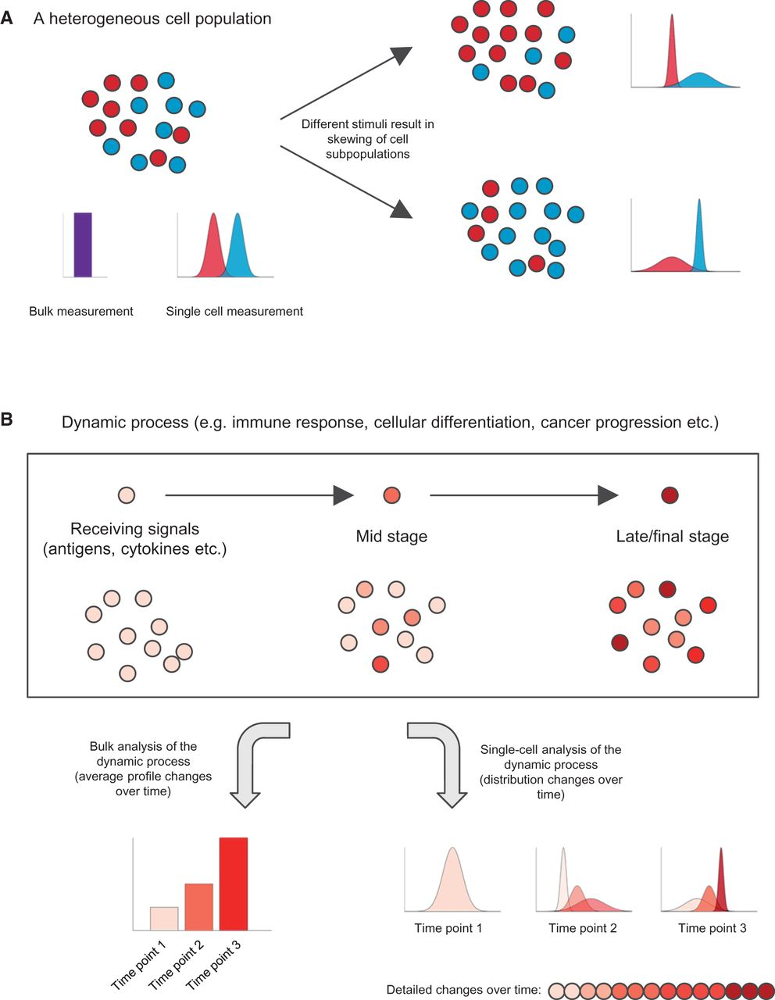 A A heterogeneous cell population
Different stimuli result in
skewing of cell
subpopulations
Bulk measurement
Single cell measurement
B Dynamic process (e.g. immune response, cellular differentiation, cancer progression etc.)
Receiving signals
(antigens, cytokines etc.)
Mid stage
Late/final stage
Bulk analysis of the
dynamic process
(average profile changes
over time)
Single-cell analysis of the
dynamic process
(distribution changes over
time)
Time point 1
Time point 2
Time point 3
Time point 1
Time point 2
Time point 3
Detailed changes over time: